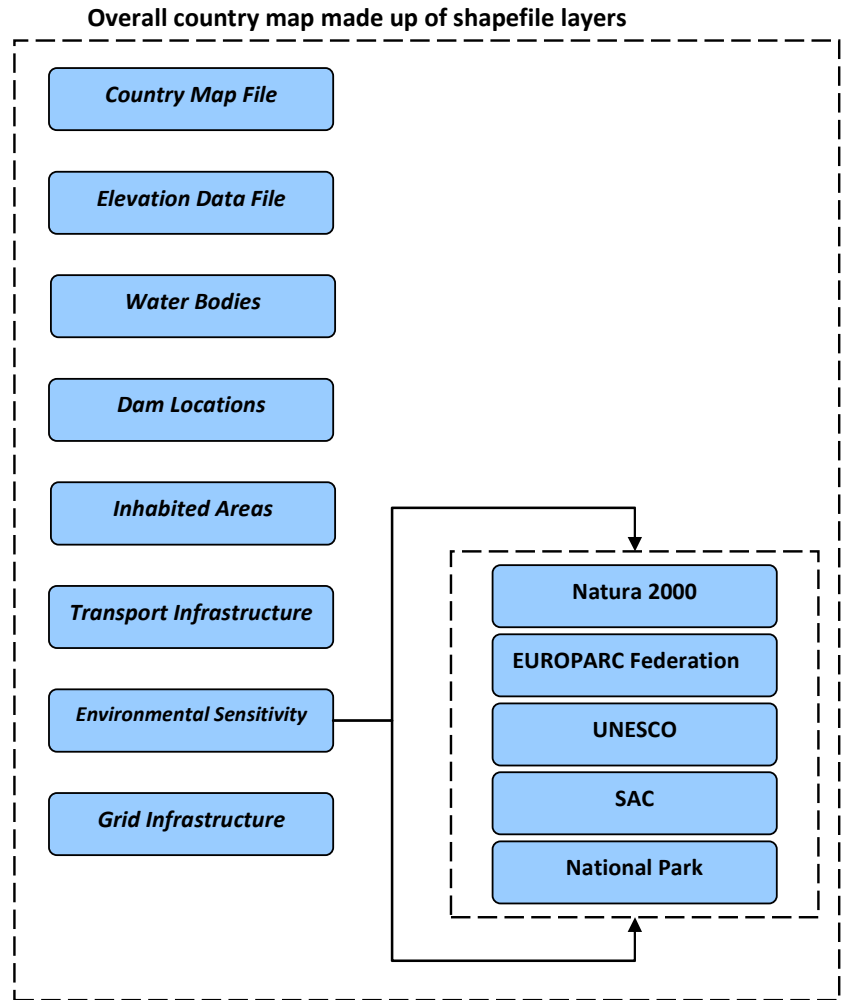 Overall country map made up of shapefile layers
Country Map File
Elevation Data File
Water Bodies
Dam Locations
Inhabited Areas
Transport Infrastructure
Environmental Sensitivity
Grid Infrastructure
Natura 2000
EUROPARC Federation
UNESCO
SAC
National Park